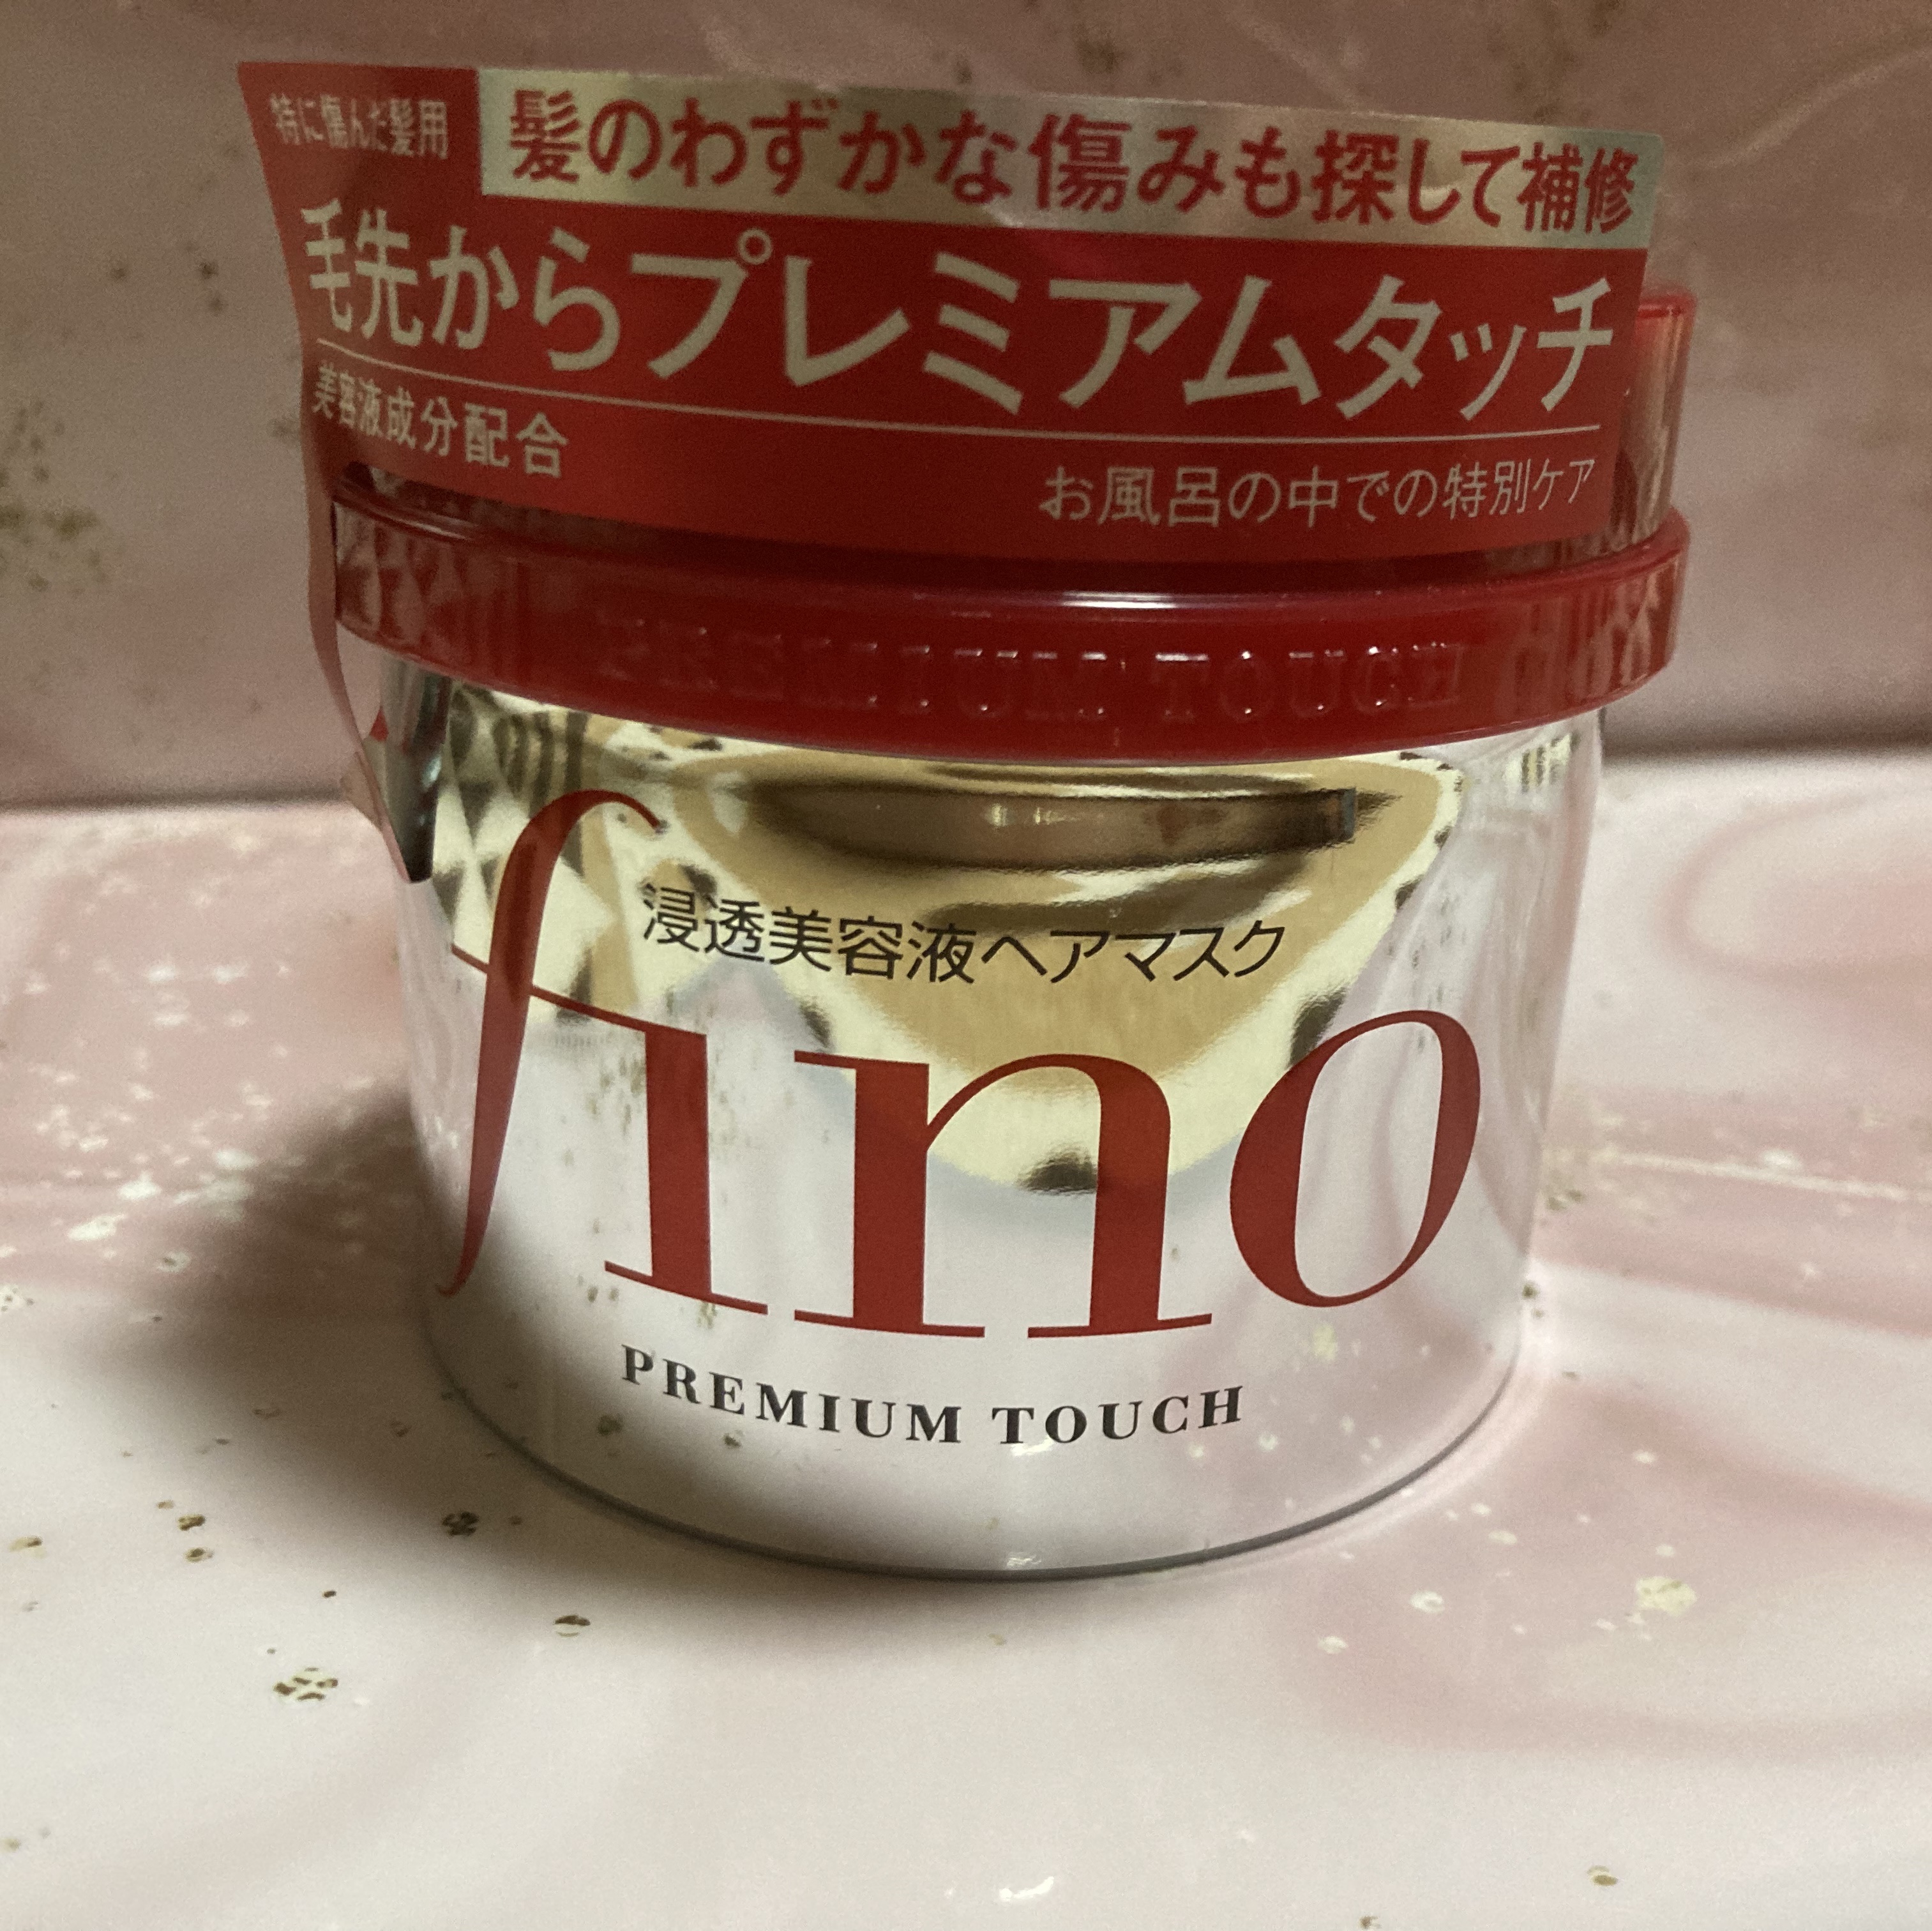 特に傷んだ髪用
髪のわずかな傷みも探して補修
毛先からプレミアムタッチ
美容液成分配合
お風呂の中での特別ケア
PREMIUM TOUCH
浸透美容液ヘアマスク
fino
PREMIUM TOUCH